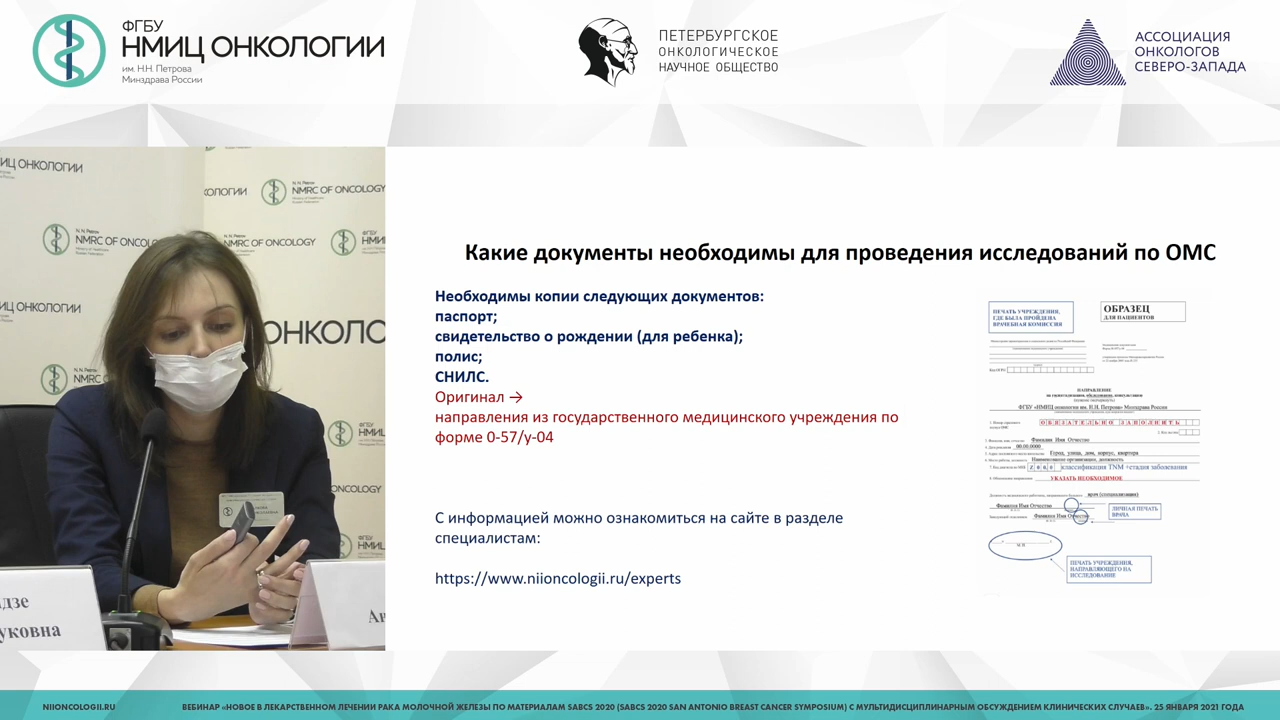 ФГБУ
НМИЦ ОНКОЛОГИИ
им. Н.Н. Петрова
Минздрава России
ПЕТЕРБУРГСКОЕ
ОНКОЛОГИЧЕСКОЕ
НАУЧНОЕ ОБЩЕСТВО
АССОЦИАЦИЯ
ОНКОЛОГОВ
СЕВЕРО-ЗАПАДА
NMRC OF ONCOLOGY
NMRC OF ONCOLOGY
Какие документы необходимы для проведения исследований по ОМС
Необходимы копии следующих документов:
паспорт;
свидетельство о рождении (для ребенка);
полис;
СНИЛС.
Оригинал →
направления из государственного медицинского учреждения по
форме 0-57/у-04
С информацией можно ознакомиться на сайте в разделе
специалистам:
https://www.niioncologii.ru/experts
ПЕЧАТЬ УЧРЕЖДЕНИЯ,
ГДЕ БЫЛА ПРОЙДЕНА
ВРАЧЕБНАЯ КОМИССИЯ
ОБРАЗЕЦ
ДЛЯ ПАЦИЕНТОВ
НАПРАВЛЕНИЕ
ФГБУ «НМИЦ онкологии им. Н.Н. Петрова» Минздрава России
ОБЯЗАТЕЛЬНО ЗАПОЛНИТЬ
Фамилия Имя Отчество
00.00.0000
Город, улица, дом, корпус, квартира
Наименование организации, должность
классификация TNM +стадия заболевания
УКАЗАТЬ НЕОБХОДИМОЕ
врач (специализация)
Фамилия Имя Отчество
Фамилия Имя Отчество
ЛИЧНАЯ ПЕЧАТЬ
ВРАЧА
ПЕЧАТЬ УЧРЕЖДЕНИЯ,
НАПРАВЛЯЮЩЕГО НА
ИССЛЕДОВАНИЕ
NIIONCOLOGII.RU
ВЕБИНАР «НОВОЕ В ЛЕКАРСТВЕННОМ ЛЕЧЕНИИ РАКА МОЛОЧНОЙ ЖЕЛЕЗЫ ПО МАТЕРИАЛАМ SABCS 2020 (SABCS 2020 SAN ANTONIO BREAST CANCER SYMPOSIUM) С МУЛЬТИДИСЦИПЛИНАРНЫМ ОБСУЖДЕНИЕМ КЛИНИЧЕСКИХ СЛУЧАЕВ». 25 ЯНВАРЯ 2021 ГОДА